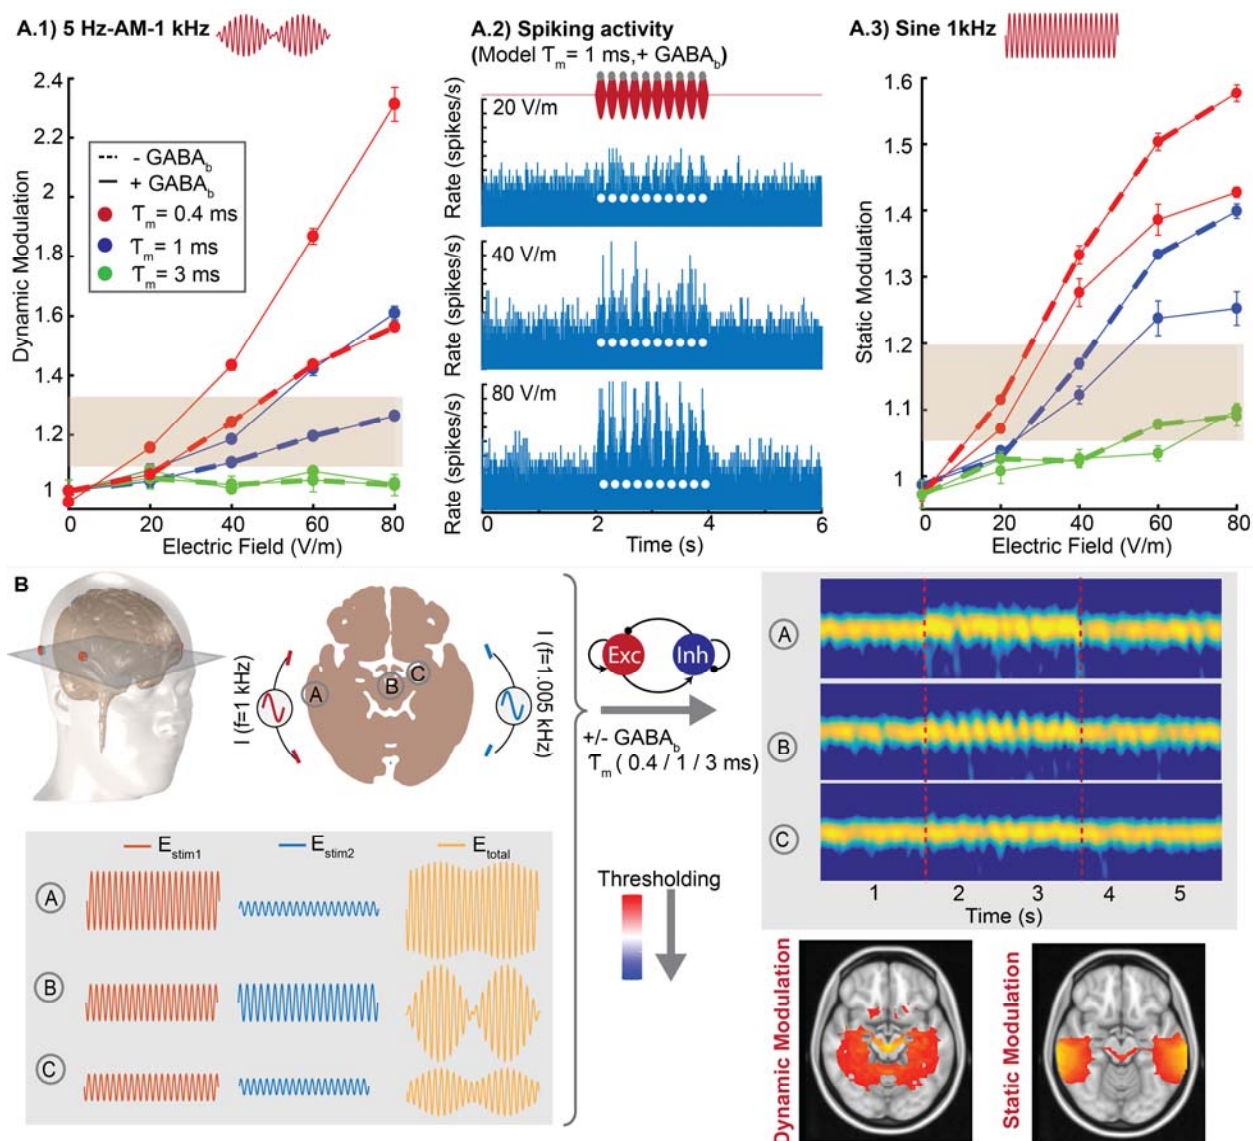 A.1) 5 Hz-AM-1 kHz
Dynamic Modulation
2.4
2.2
2
1.8
1.6
1.4
1.2
1
- GABA_b
+ GABA_b
Ƭ_m = 0.4 ms
Ƭ_m = 1 ms
Ƭ_m = 3 ms
0 20 40 60 80
Electric Field (V/m)
A.2) Spiking activity
(Model Ƭ_m = 1 ms,+ GABA_b)
Rate (spikes/s)
20 V/m
Rate (spikes/s)
40 V/m
Rate (spikes/s)
80 V/m
0 2 4 6
Time (s)
A.3) Sine 1kHz
Static Modulation
1.6
1.5
1.4
1.3
1.2
1.1
1
0 20 40 60 80
Electric Field (V/m)
B
I (f=1 kHz)
A
B
C
I (f=1.005 kHz)
Exc
Inh
+/- GABA_b
Ƭ_m ( 0.4 / 1 / 3 ms)
A
B
C
1 2 3 4 5
Time (s)
E_stim1
E_stim2
E_total
A
B
C
Thresholding
Dynamic Modulation
Static Modulation